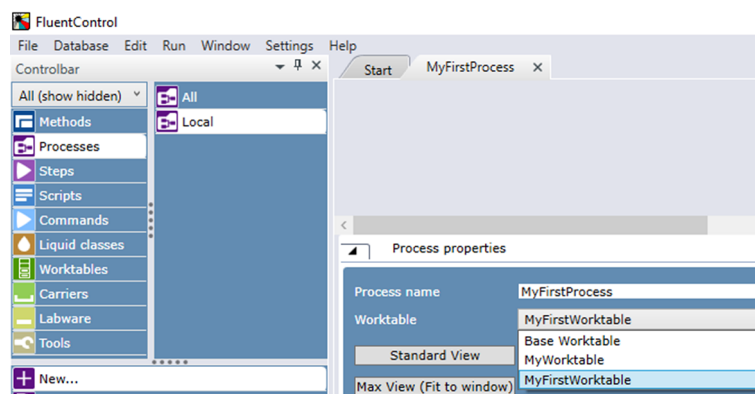 FluentControl
File Database Edit Run Window Settings Help
Controlbar
Start MyFirstProcess
All (show hidden)
Methods
Processes
Steps
Scripts
Commands
Liquid classes
Worktables
Carriers
Labware
Tools
New...
All
Local
Process properties
Process name MyFirstProcess
Worktable MyFirstWorktable
Base Worktable
MyWorktable
MyFirstWorktable
Standard View
Max View (Fit to window)